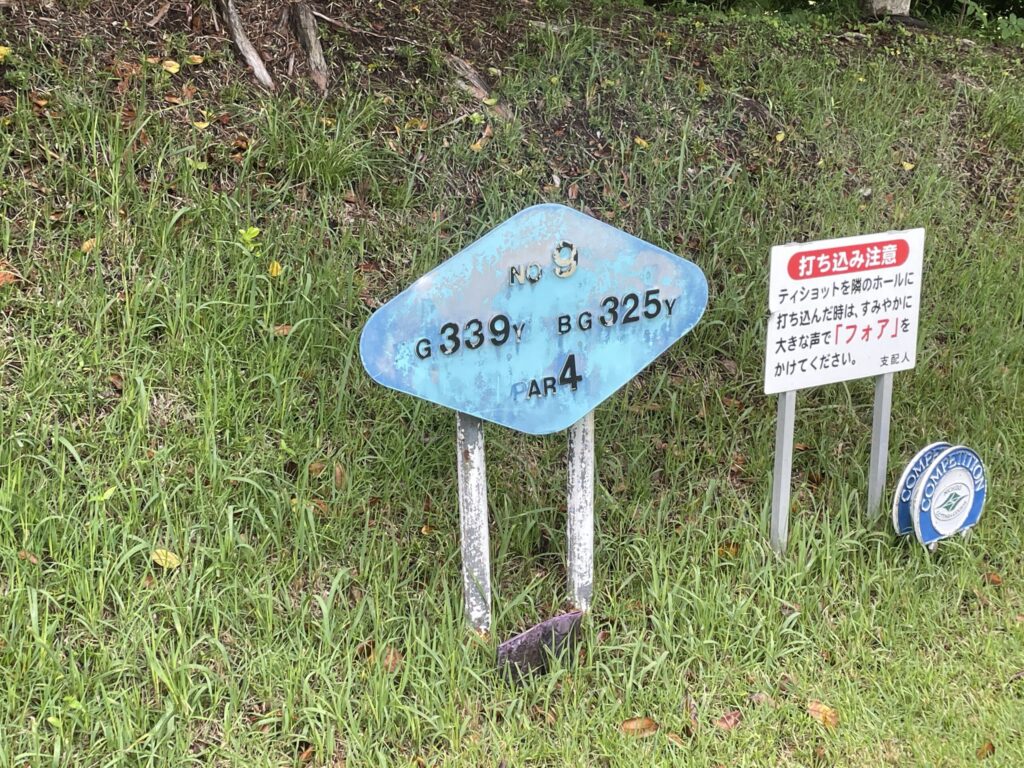 NO 9
G 339Y BG 325Y
PAR 4
打ち込み注意
ティショットを隣のホールに
打ち込んだ時は、すみやかに
大きな声で「フォア」を
かけてください。 支配人
COMPETITION